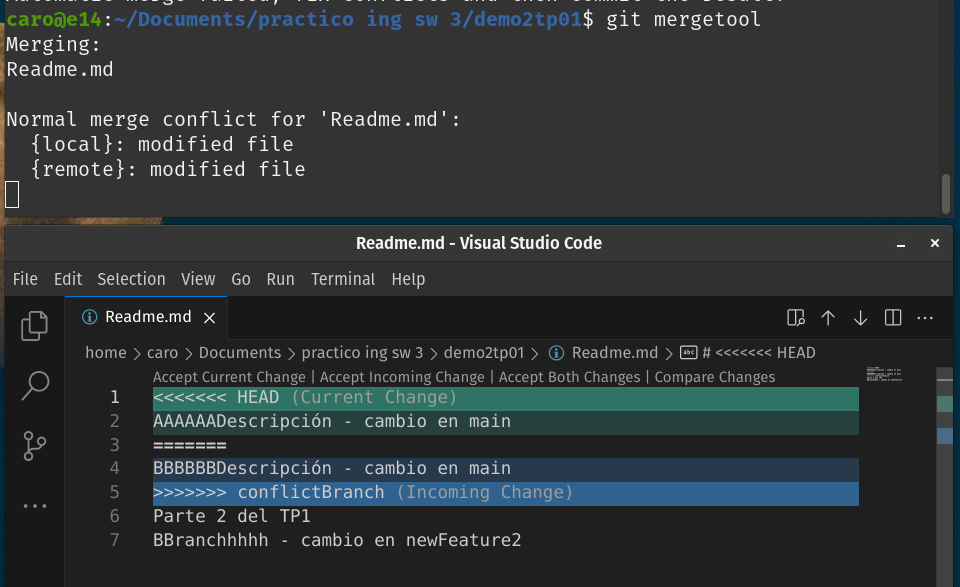 caro@e14:~/Documents/practico ing sw 3/demo2tp01$ git mergetool
Merging:
Readme.md
Normal merge conflict for 'Readme.md':
{local}: modified file
{remote}: modified file
Readme.md - Visual Studio Code
File Edit Selection View Go Run Terminal Help
Readme.md
home > caro > Documents > practico ing sw 3 > demo2tp01 > Readme.md > # <<<<<<< HEAD
Accept Current Change | Accept Incoming Change | Accept Both Changes | Compare Changes
1 <<<<<<< HEAD (Current Change)
2 AAAAAADescripción - cambio en main
3 =======
4 BBBBBBDescripción - cambio en main
5 >>>>>>> conflictBranch (Incoming Change)
6 Parte 2 del TP1
7 BBranchhhhh - cambio en newFeature2